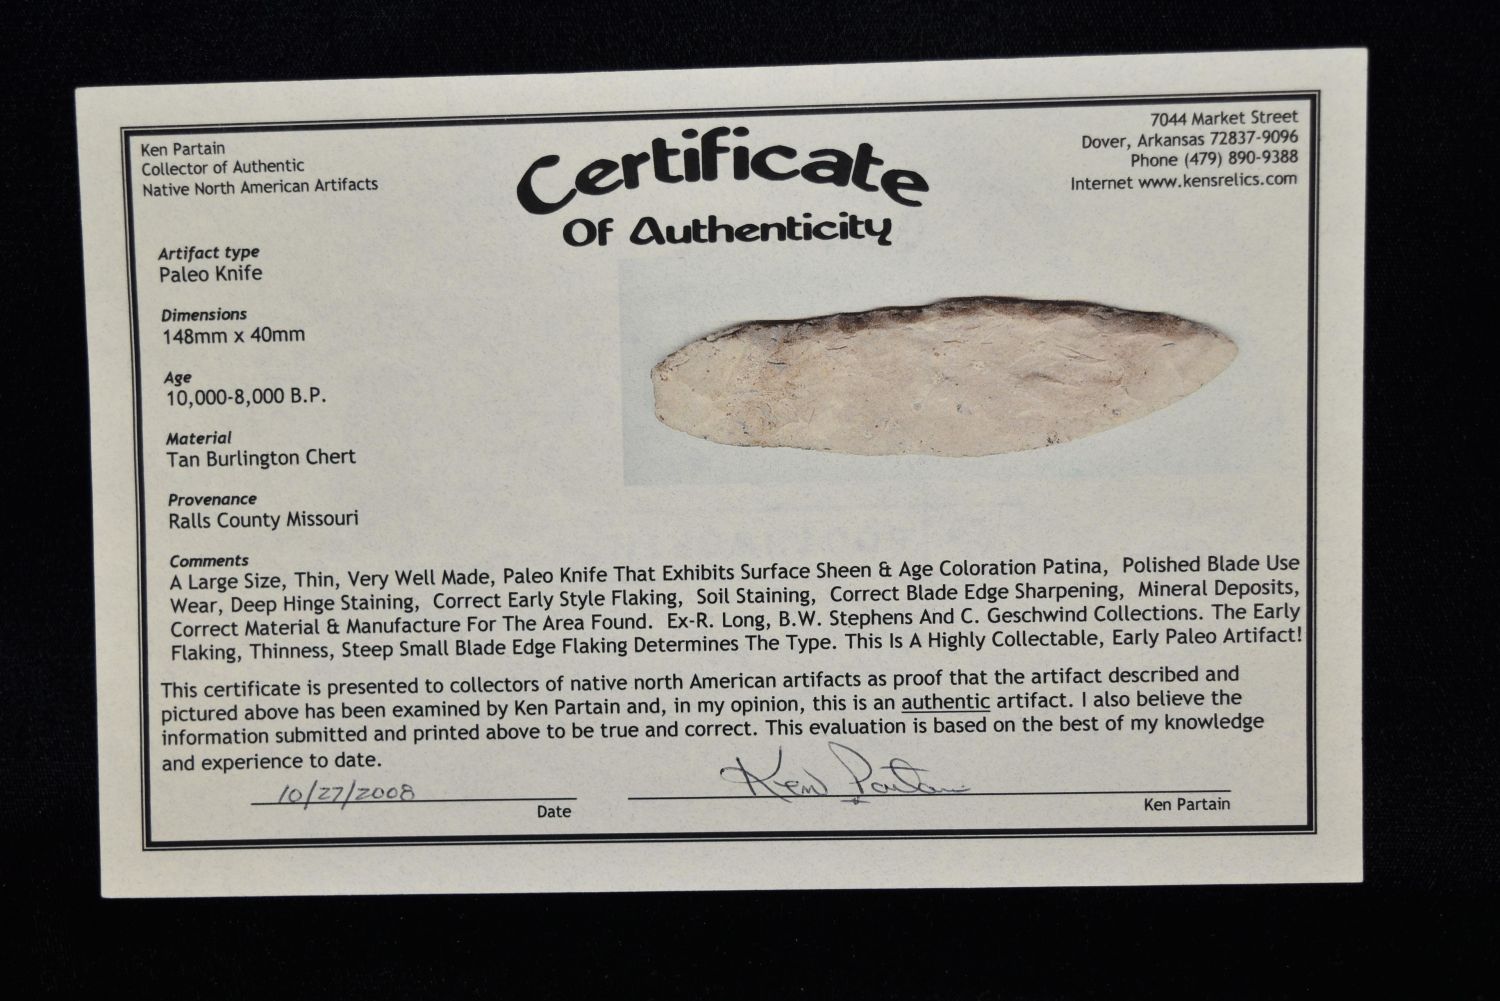 Ken Partain
Collector of Authentic
Native North American Artifacts
Certificate
Of Authenticity
7044 Market Street
Dover, Arkansas 72837-9096
Phone (479) 890-9388
Internet www.kensrelics.com
Artifact type
Paleo Knife
Dimensions
148mm x 40mm
Age
10,000-8,000 B.P.
Material
Tan Burlington Chert
Provenance
Ralls County Missouri
Comments
A Large Size, Thin, Very Well Made, Paleo Knife That Exhibits Surface Sheen & Age Coloration Patina, Polished Blade Use
Wear, Deep Hinge Staining, Correct Early Style Flaking, Soil Staining, Correct Blade Edge Sharpening, Mineral Deposits,
Correct Material & Manufacture For The Area Found. Ex-R. Long, B.W. Stephens And C. Geschwind Collections. The Early
Flaking, Thinness, Steep Small Blade Edge Flaking Determines The Type. This Is A Highly Collectable, Early Paleo Artifact!
This certificate is presented to collectors of native north American artifacts as proof that the artifact described and
pictured above has been examined by Ken Partain and, in my opinion, this is an authentic artifact. I also believe the
information submitted and printed above to be true and correct. This evaluation is based on the best of my knowledge
and experience to date.
10/27/2008
Ken Partain
Date
Ken Partain